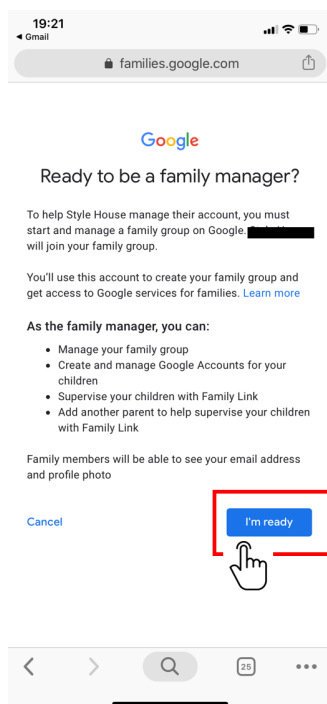 19:21
◀ Gmail
families.google.com
Google
Ready to be a family manager?
To help Style House manage their account, you must
start and manage a family group on Google.
will join your family group.
You'll use this account to create your family group and
get access to Google services for families. Learn more
As the family manager, you can:
• Manage your family group
• Create and manage Google Accounts for your
children
• Supervise your children with Family Link
• Add another parent to help supervise your children
with Family Link
Family members will be able to see your email address
and profile photo
Cancel
I'm ready
25